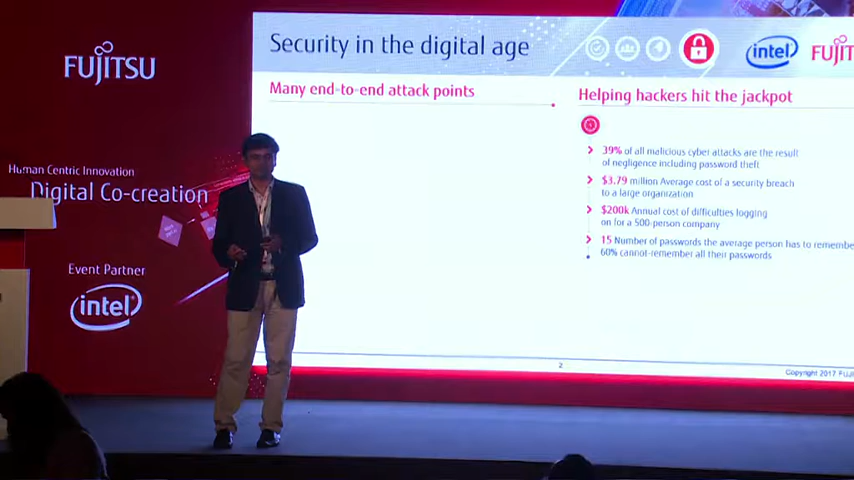 FUJITSU
Human Centric Innovation
Digital Co-creation
Event Partner
intel
Security in the digital age
intel
Many end-to-end attack points
Helping hackers hit the jackpot
39% of all malicious cyber attacks are the result
of negligence including password theft
$3.79 million Average cost of a security breach
to a large organization
$200k Annual cost of difficulties logging
on for a 500-person company
15 Number of passwords the average person has to remembe
60% cannot remember all their passwords
2
Copyright 2017 FUJI